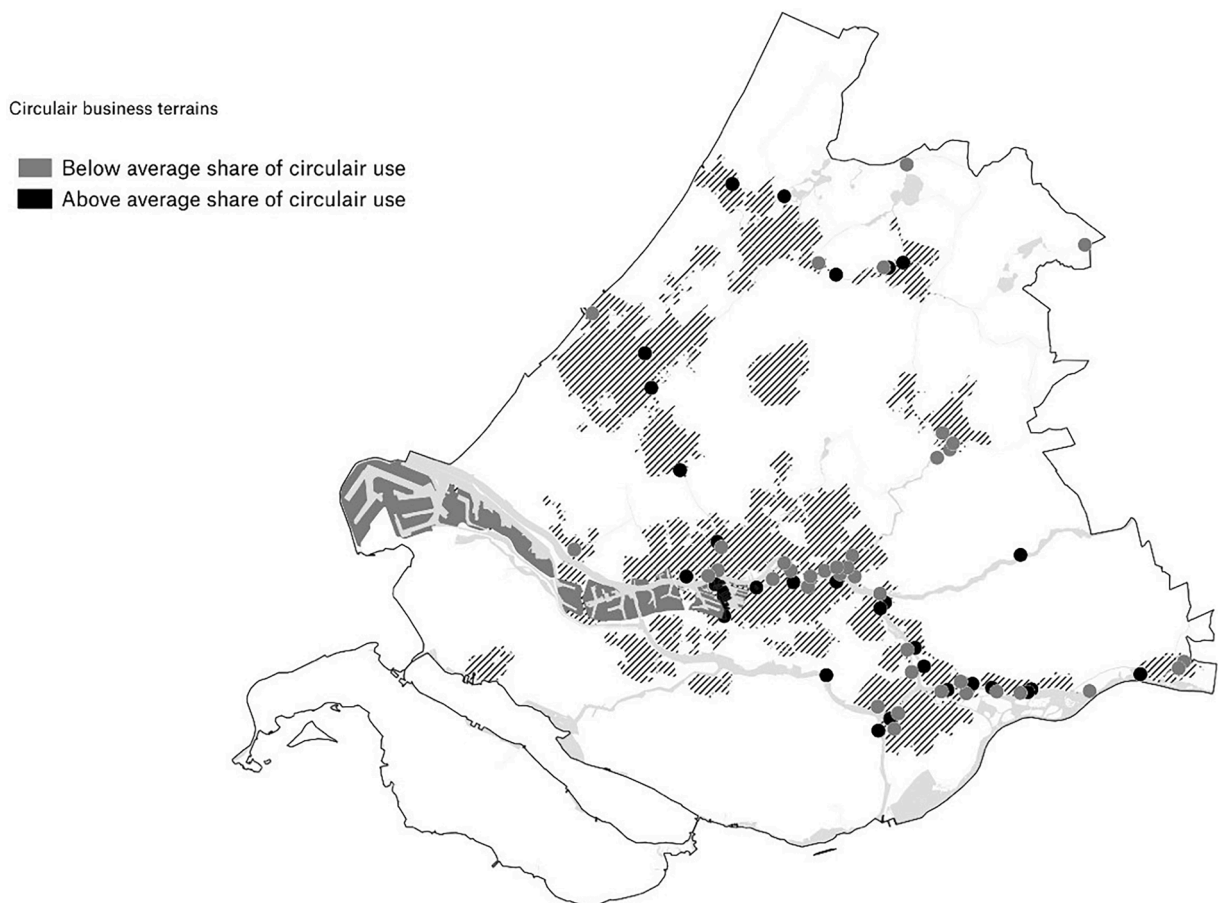 Circulair business terrains
Below average share of circulair use
Above average share of circulair use